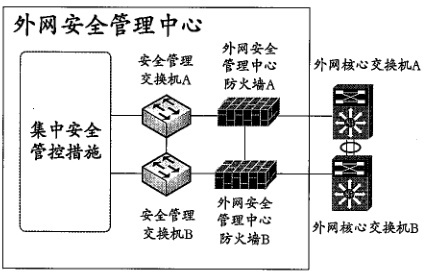 外网安全管理中心
安全管理
交换机A
外网安全
管理中心
防火墙A
外网核心交换机A
集中安全
管控措施
安全管理
交换机B
外网安全
管理中心
防火墙B
外网核心交换机B